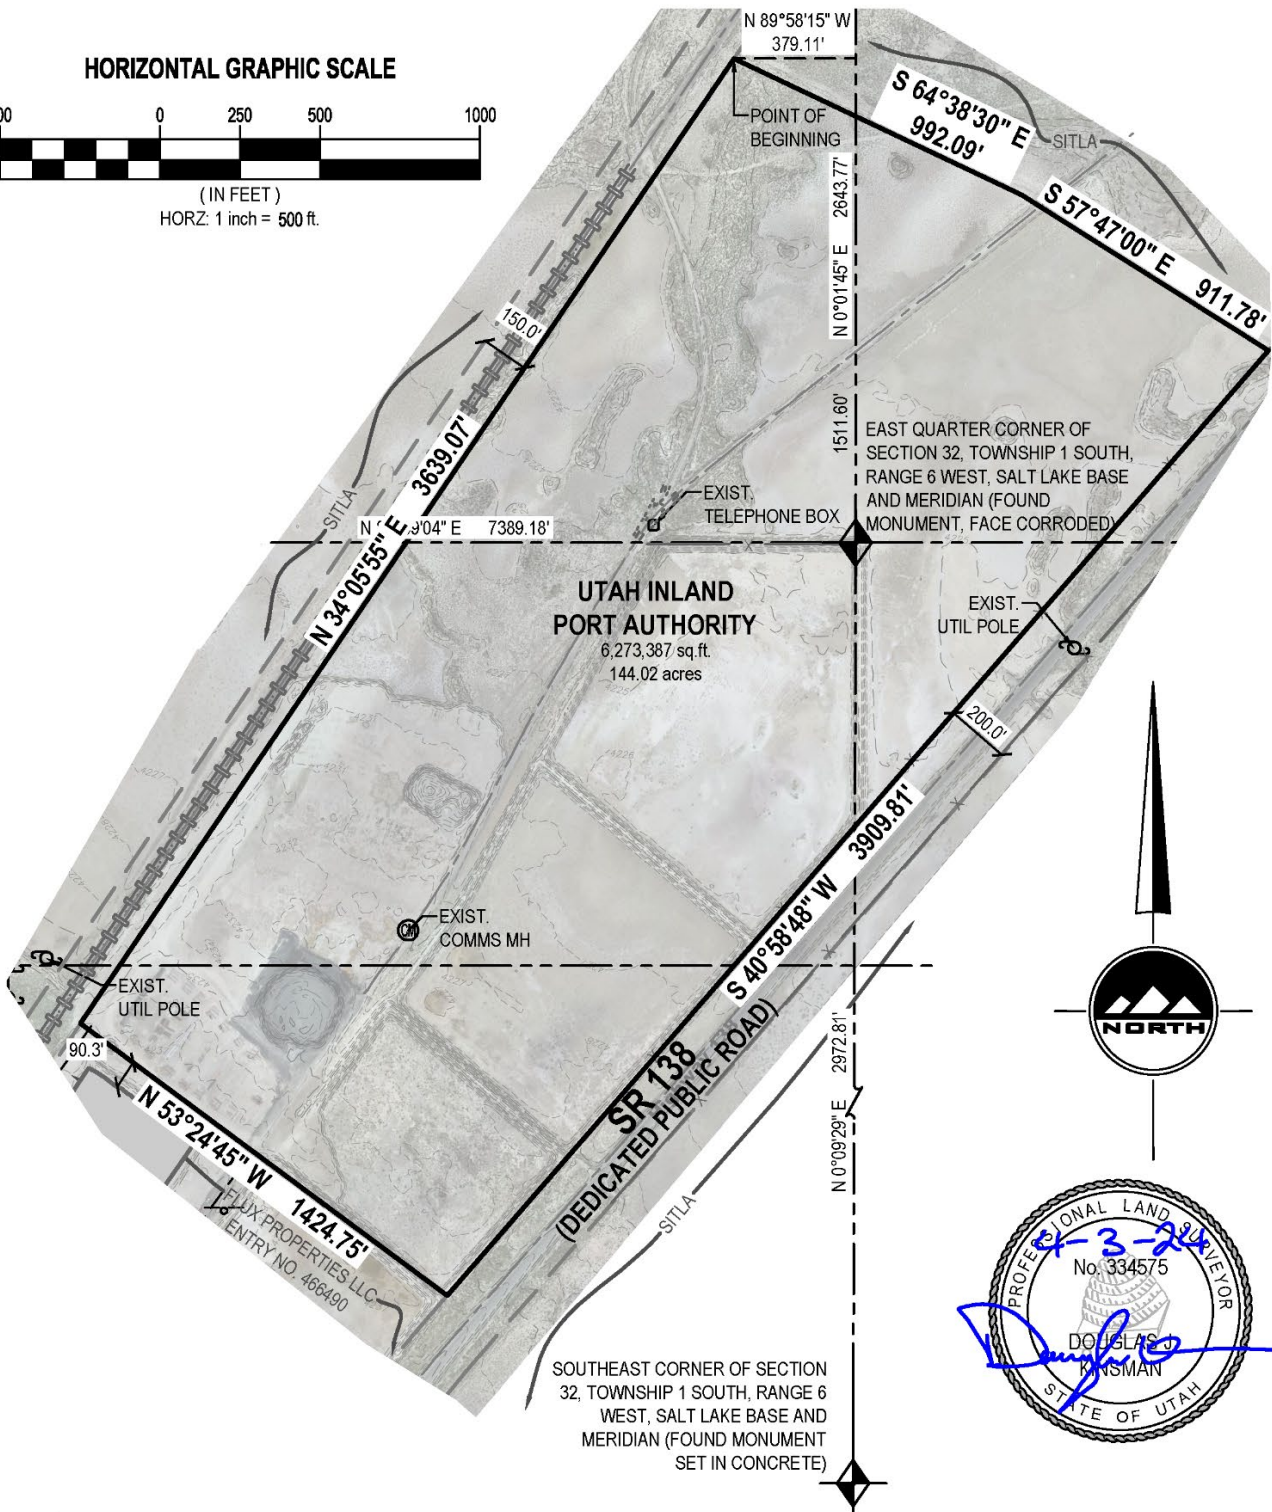 N 89°58'15" W
379.11'
HORIZONTAL GRAPHIC SCALE
0 250 500 1000
( IN FEET )
HORZ: 1 inch = 500 ft.
POINT OF
BEGINNING
S 64°38'30" E
992.09'
SITLA
S 57°47'00" E 911.78'
N 0°01'45" E 2643.77'
150.0'
1511.60'
EAST QUARTER CORNER OF
SECTION 32, TOWNSHIP 1 SOUTH,
RANGE 6 WEST, SALT LAKE BASE
AND MERIDIAN (FOUND
MONUMENT, FACE CORRODED)
N 34°05'55" E 3639.07'
SITLA
EXIST.
TELEPHONE BOX
9'04" E 7389.18'
UTAH INLAND
PORT AUTHORITY
6,273,387 sq.ft.
144.02 acres
EXIST.
UTIL POLE
200.0'
4226
4227
S 40°58'48" W 3909.81'
EXIST.
COMMS MH
CM
EXIST.
UTIL POLE
90.3'
N 53°24'45" W 1424.75'
SR 138
(DEDICATED PUBLIC ROAD)
N 0°09'29" E 2972.81'
NORTH
SITLA
FLUX PROPERTIES LLC
ENTRY NO. 466490
PROFESSIONAL LAND SURVEYOR
4-3-24
No. 334575
DOUGLAS J.
KINSMAN
STATE OF UTAH
SOUTHEAST CORNER OF SECTION
32, TOWNSHIP 1 SOUTH, RANGE 6
WEST, SALT LAKE BASE AND
MERIDIAN (FOUND MONUMENT
SET IN CONCRETE)